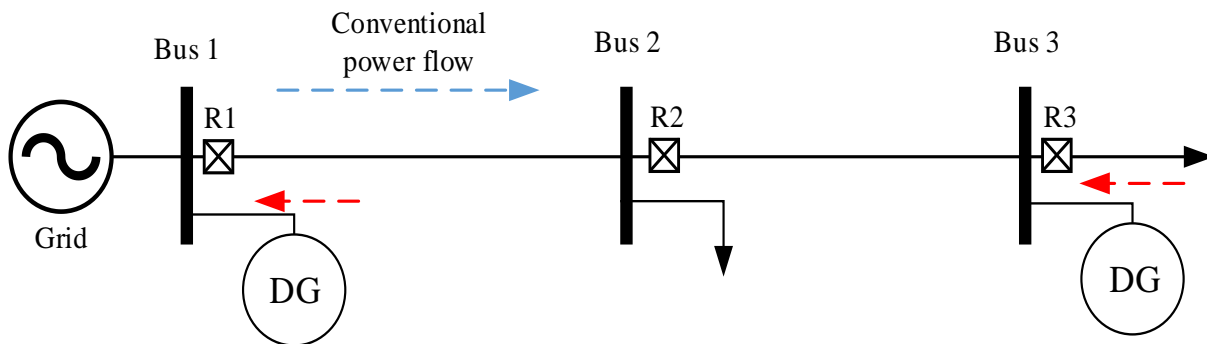 Conventional
power flow
Bus 1
Bus 2
Bus 3
R1
R2
R3
Grid
DG
DG